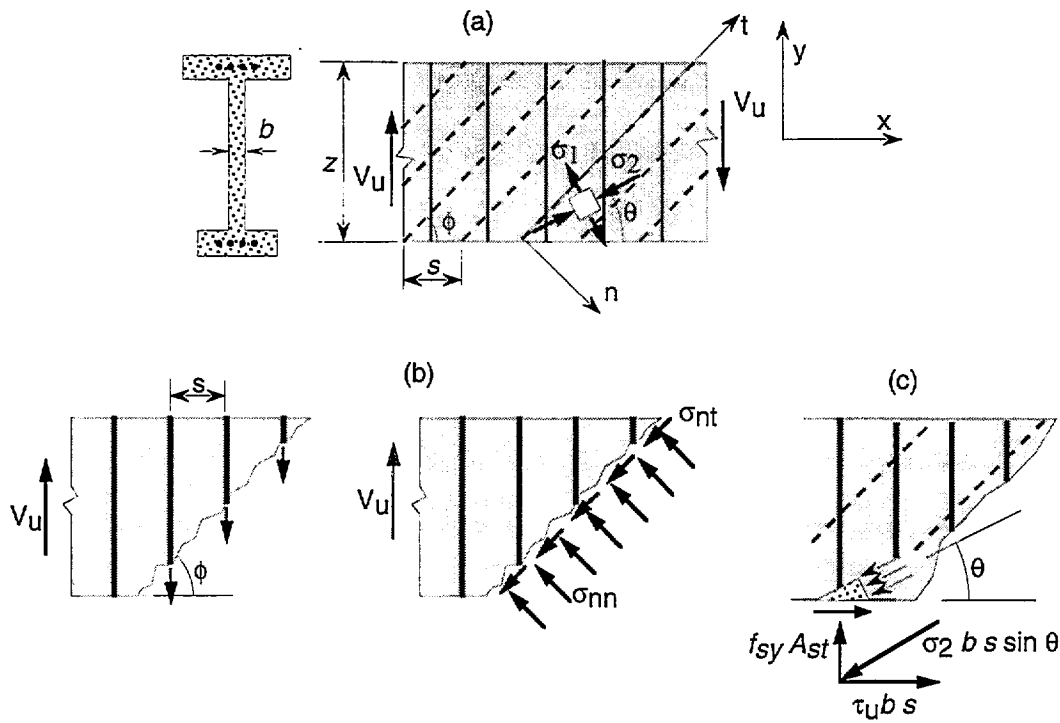 (a)
t
y
x
b
z
V_u
σ_1
σ_2
V_u
φ
θ
s
n
(b)
(c)
s
V_u
φ
V_u
σ_nt
σ_nn
θ
f_sy A_st
σ_2 b s sin θ
τ_u b s